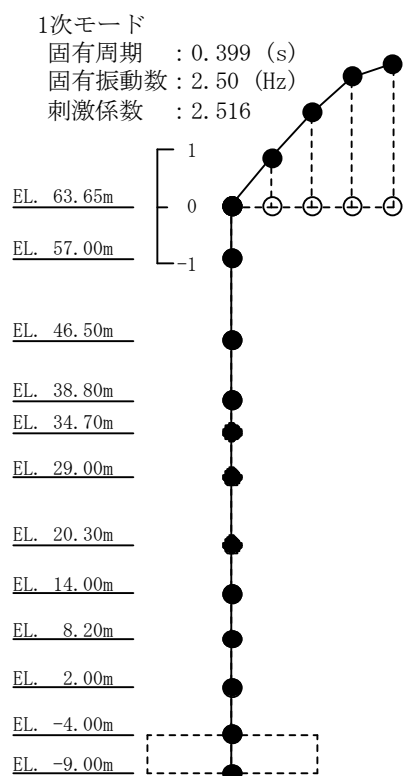 1次モード
固有周期 : 0.399 (s)
固有振動数 : 2.50 (Hz)
刺激係数 : 2.516
1
EL. 63.65m
0
EL. 57.00m
-1
EL. 46.50m
EL. 38.80m
EL. 34.70m
EL. 29.00m
EL. 20.30m
EL. 14.00m
EL. 8.20m
EL. 2.00m
EL. -4.00m
EL. -9.00m